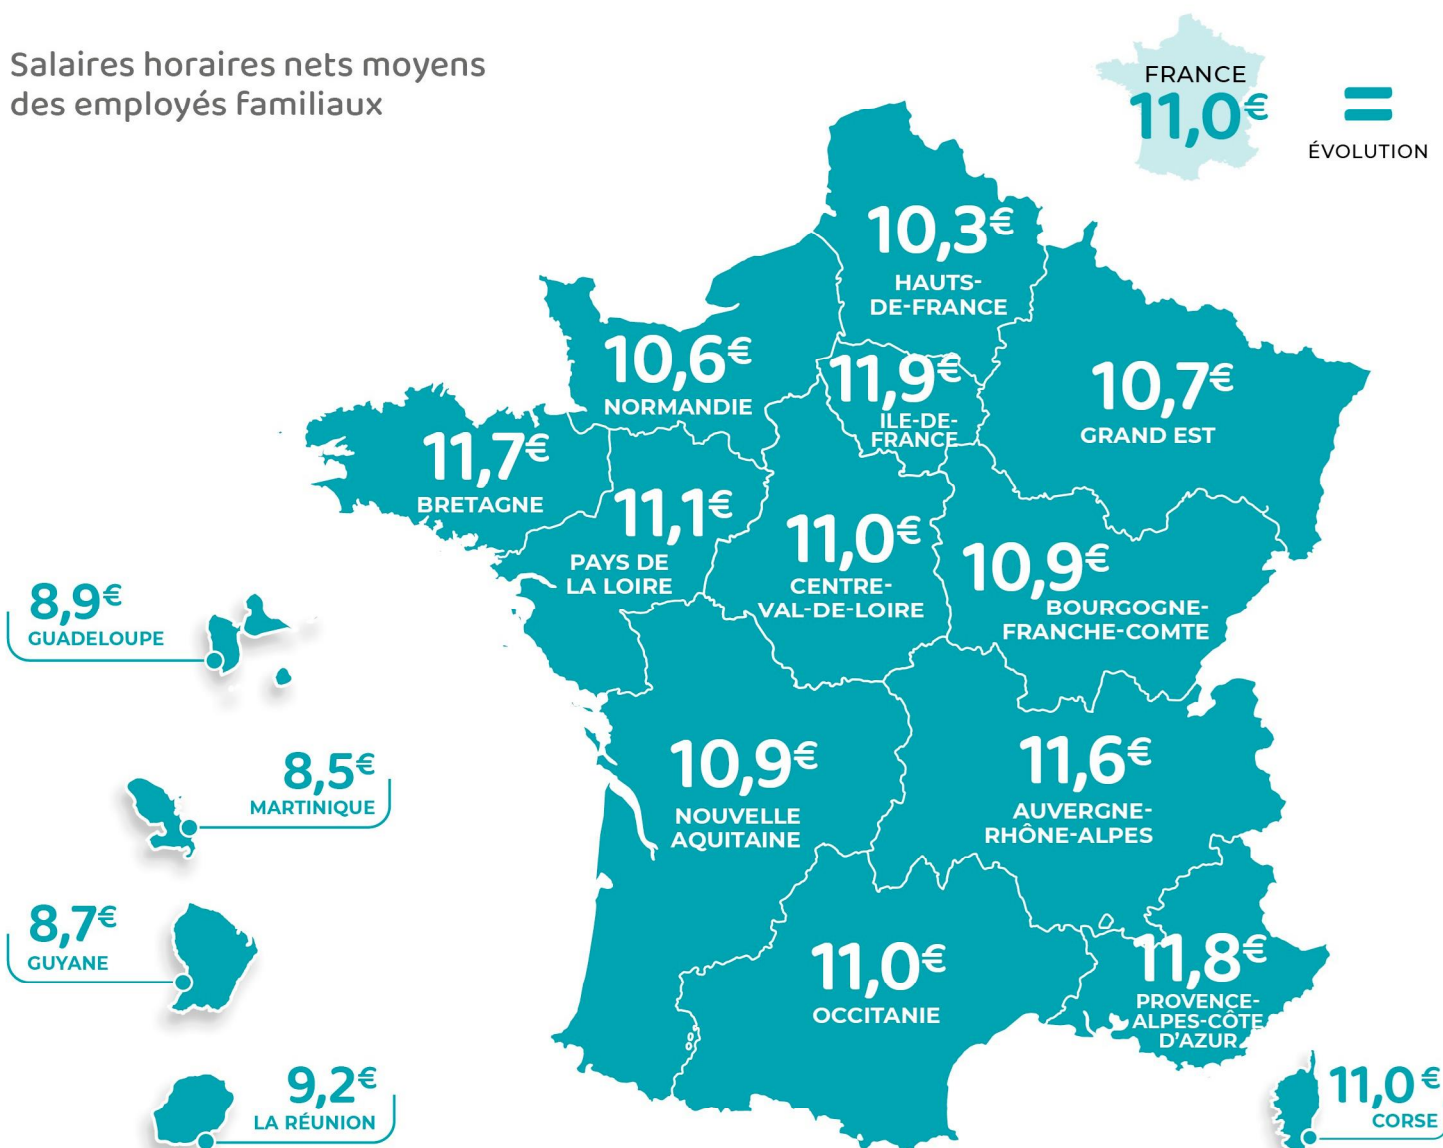 Salaires horaires nets moyens
des employés familiaux
FRANCE
11,0€
=
ÉVOLUTION
10,3€
HAUTS-
DE-FRANCE
10,6€
NORMANDIE
11,9€
ILE-DE-
FRANCE
10,7€
GRAND EST
11,7€
BRETAGNE
11,1€
PAYS DE
LA LOIRE
11,0€
CENTRE-
VAL-DE-LOIRE
10,9€
BOURGOGNE-
FRANCHE-COMTE
8,9€
GUADELOUPE
8,5€
MARTINIQUE
10,9€
NOUVELLE
AQUITAINE
11,6€
AUVERGNE-
RHÔNE-ALPES
8,7€
GUYANE
11,0€
OCCITANIE
11,8€
PROVENCE-
ALPES-CÔTE
D'AZUR
9,2€
LA RÉUNION
11,0€
CORSE